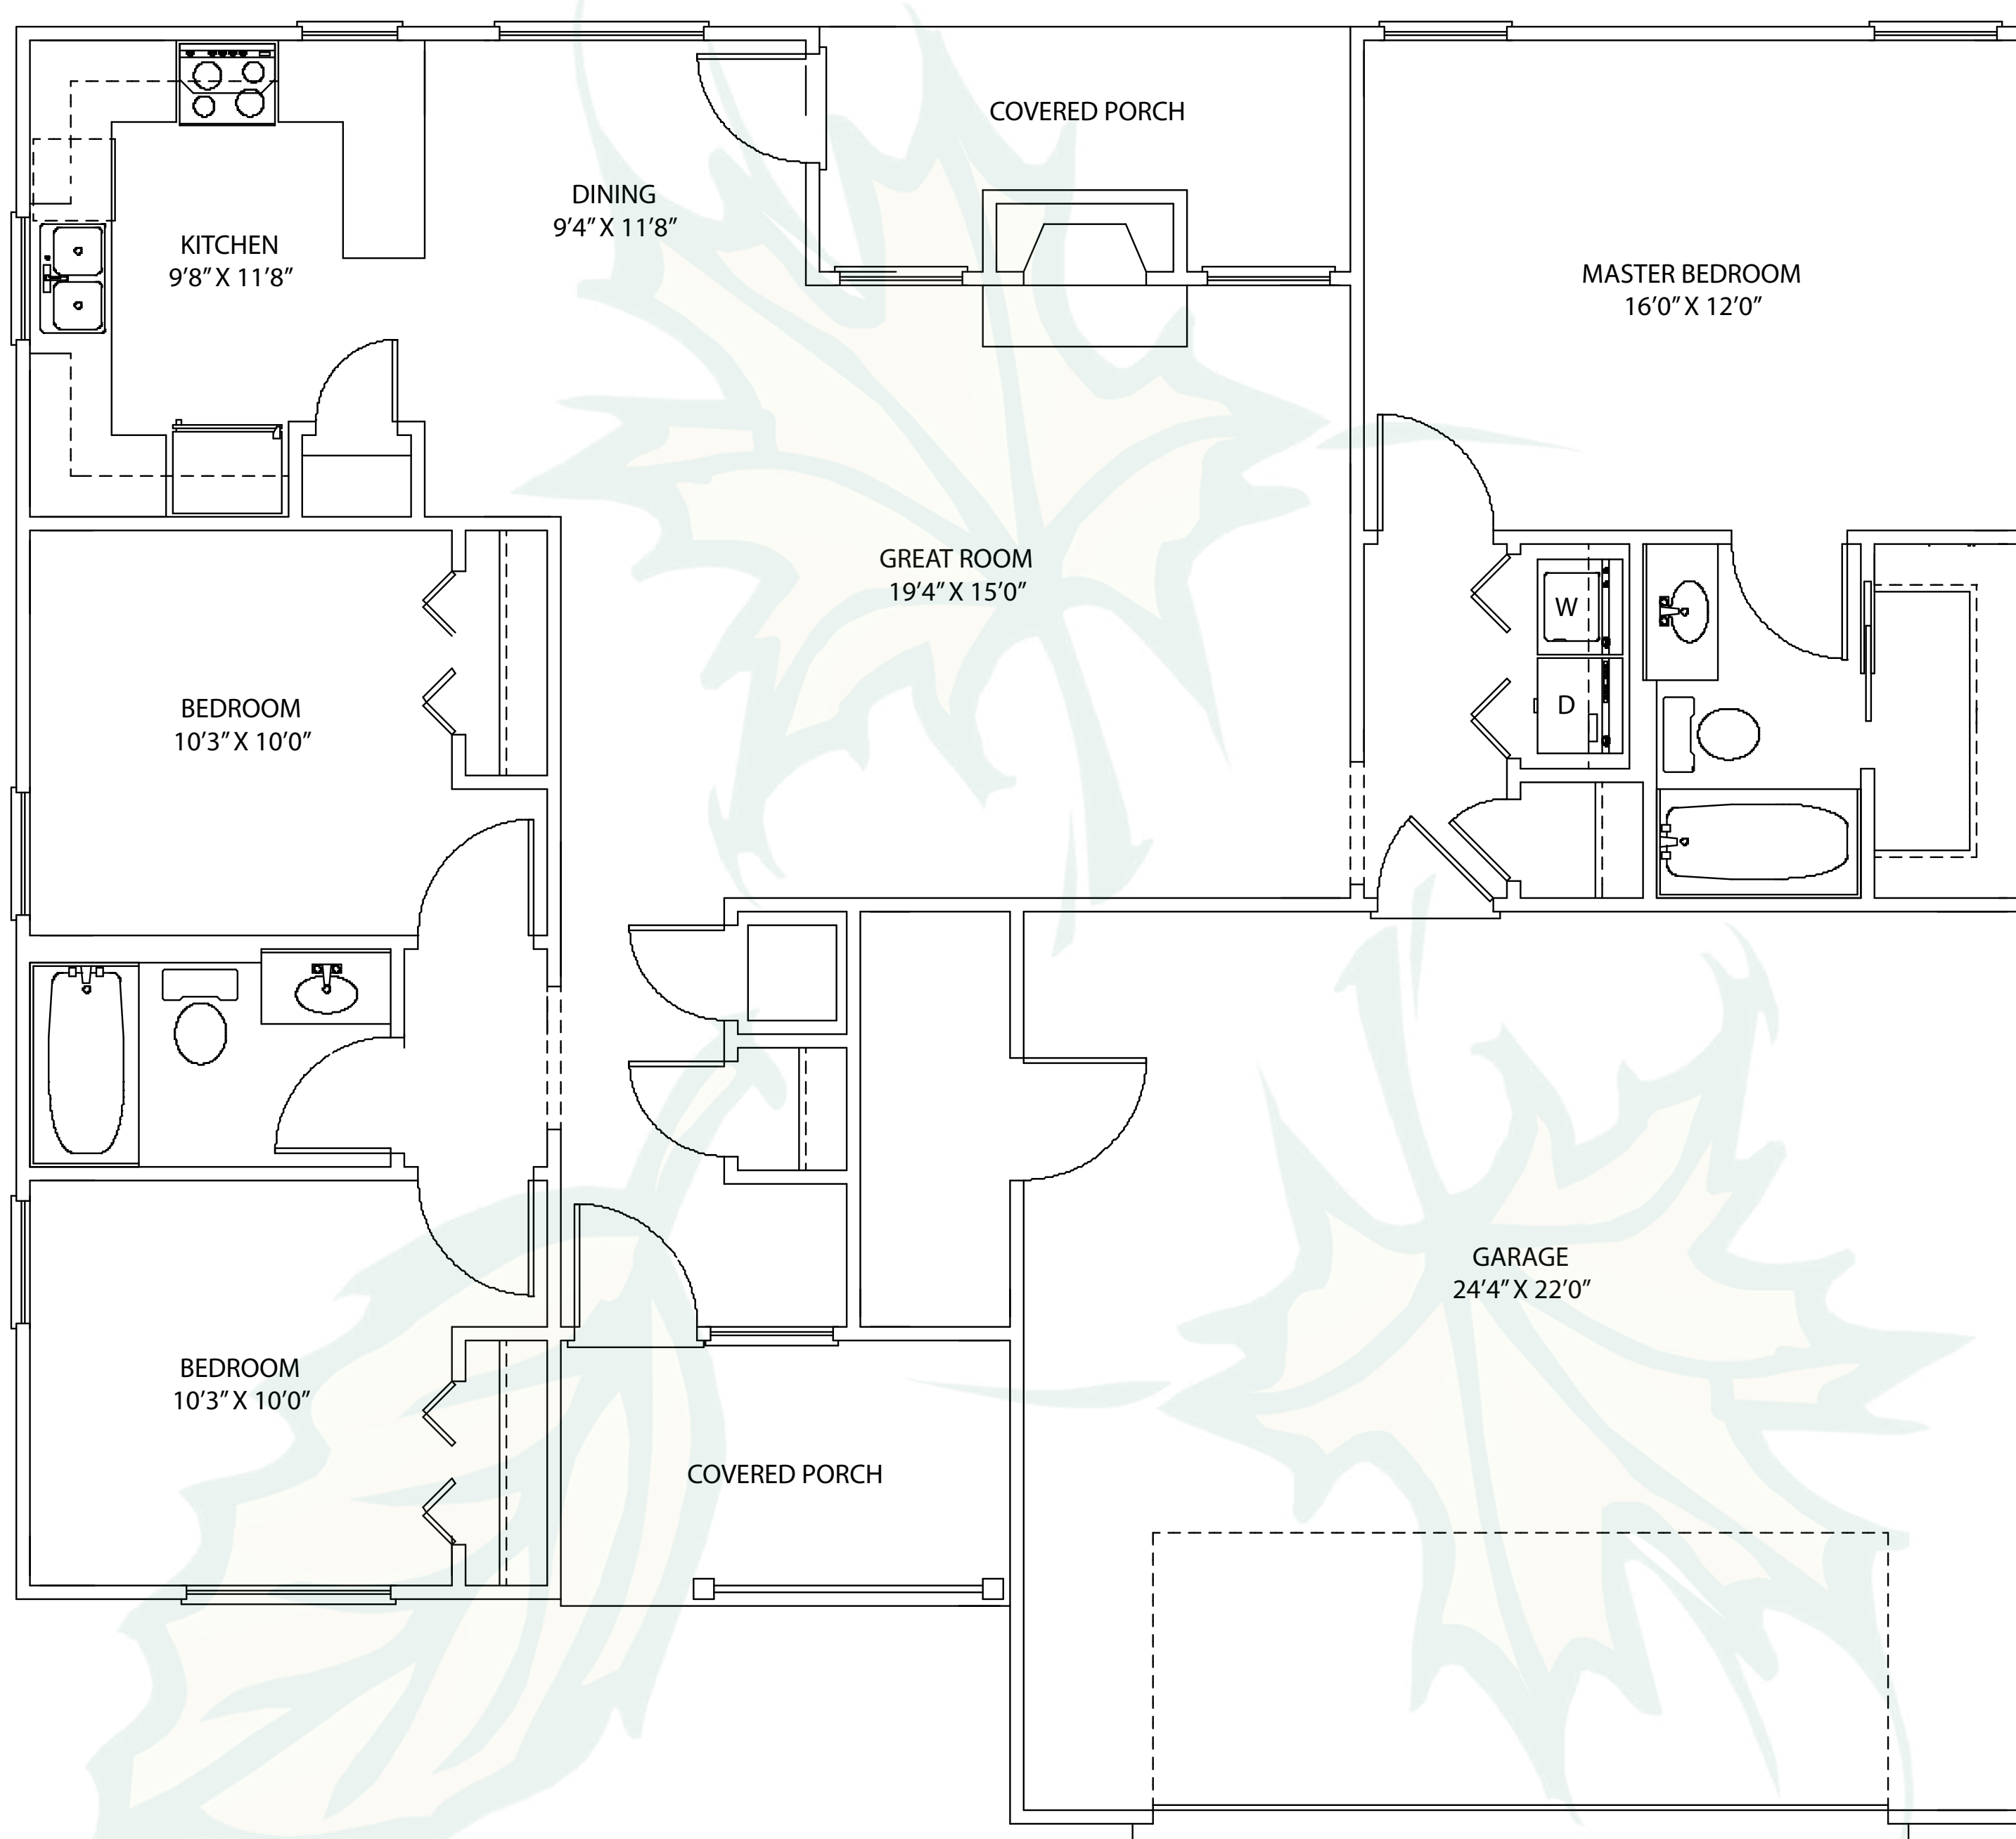 COVERED PORCH
DINING
9’4” X 11’8”
KITCHEN
9’8” X 11’8”
MASTER BEDROOM
16’0” X 12’0”
GREAT ROOM
19’4” X 15’0”
W
D
BEDROOM
10’3” X 10’0”
GARAGE
24’4” X 22’0”
BEDROOM
10’3” X 10’0”
COVERED PORCH